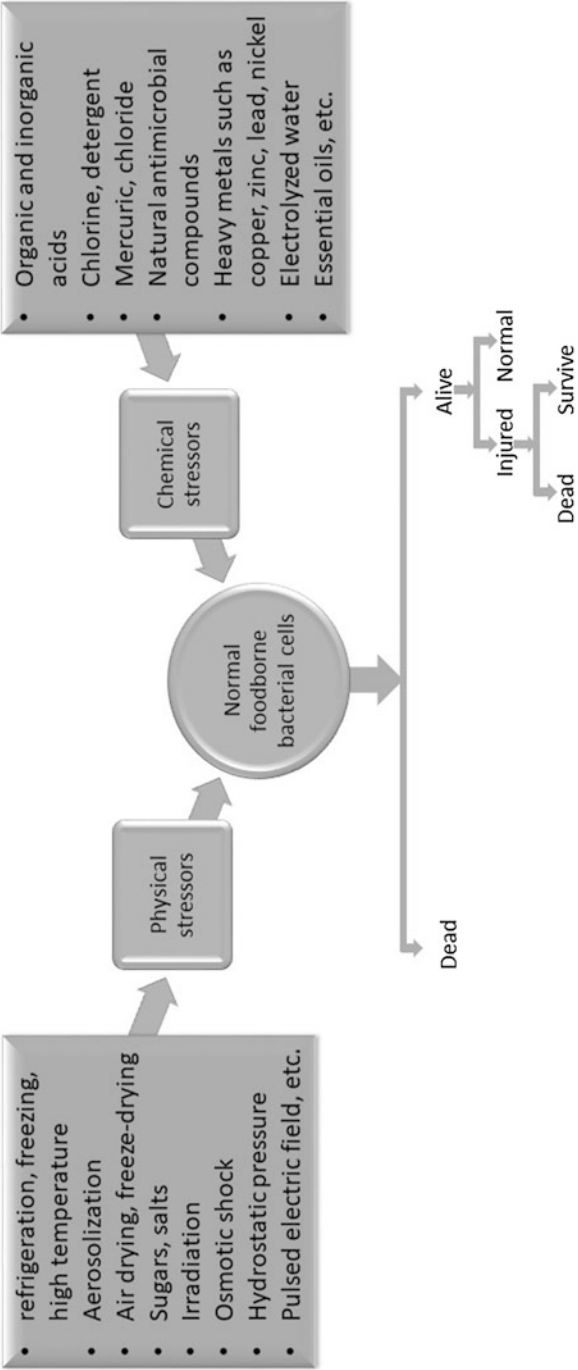 • refrigeration, freezing,
high temperature
• Aerosolization
• Air drying, freeze-drying
• Sugars, salts
• Irradiation
• Osmotic shock
• Hydrostatic pressure
• Pulsed electric field, etc.
Physical
stressors
Normal
foodborne
bacterial cells
Chemical
stressors
• Organic and inorganic
acids
• Chlorine, detergent
• Mercuric, chloride
• Natural antimicrobial
compounds
• Heavy metals such as
copper, zinc, lead, nickel
• Electrolyzed water
• Essential oils, etc.
Dead
Alive
Injured
Normal
Dead
Survive